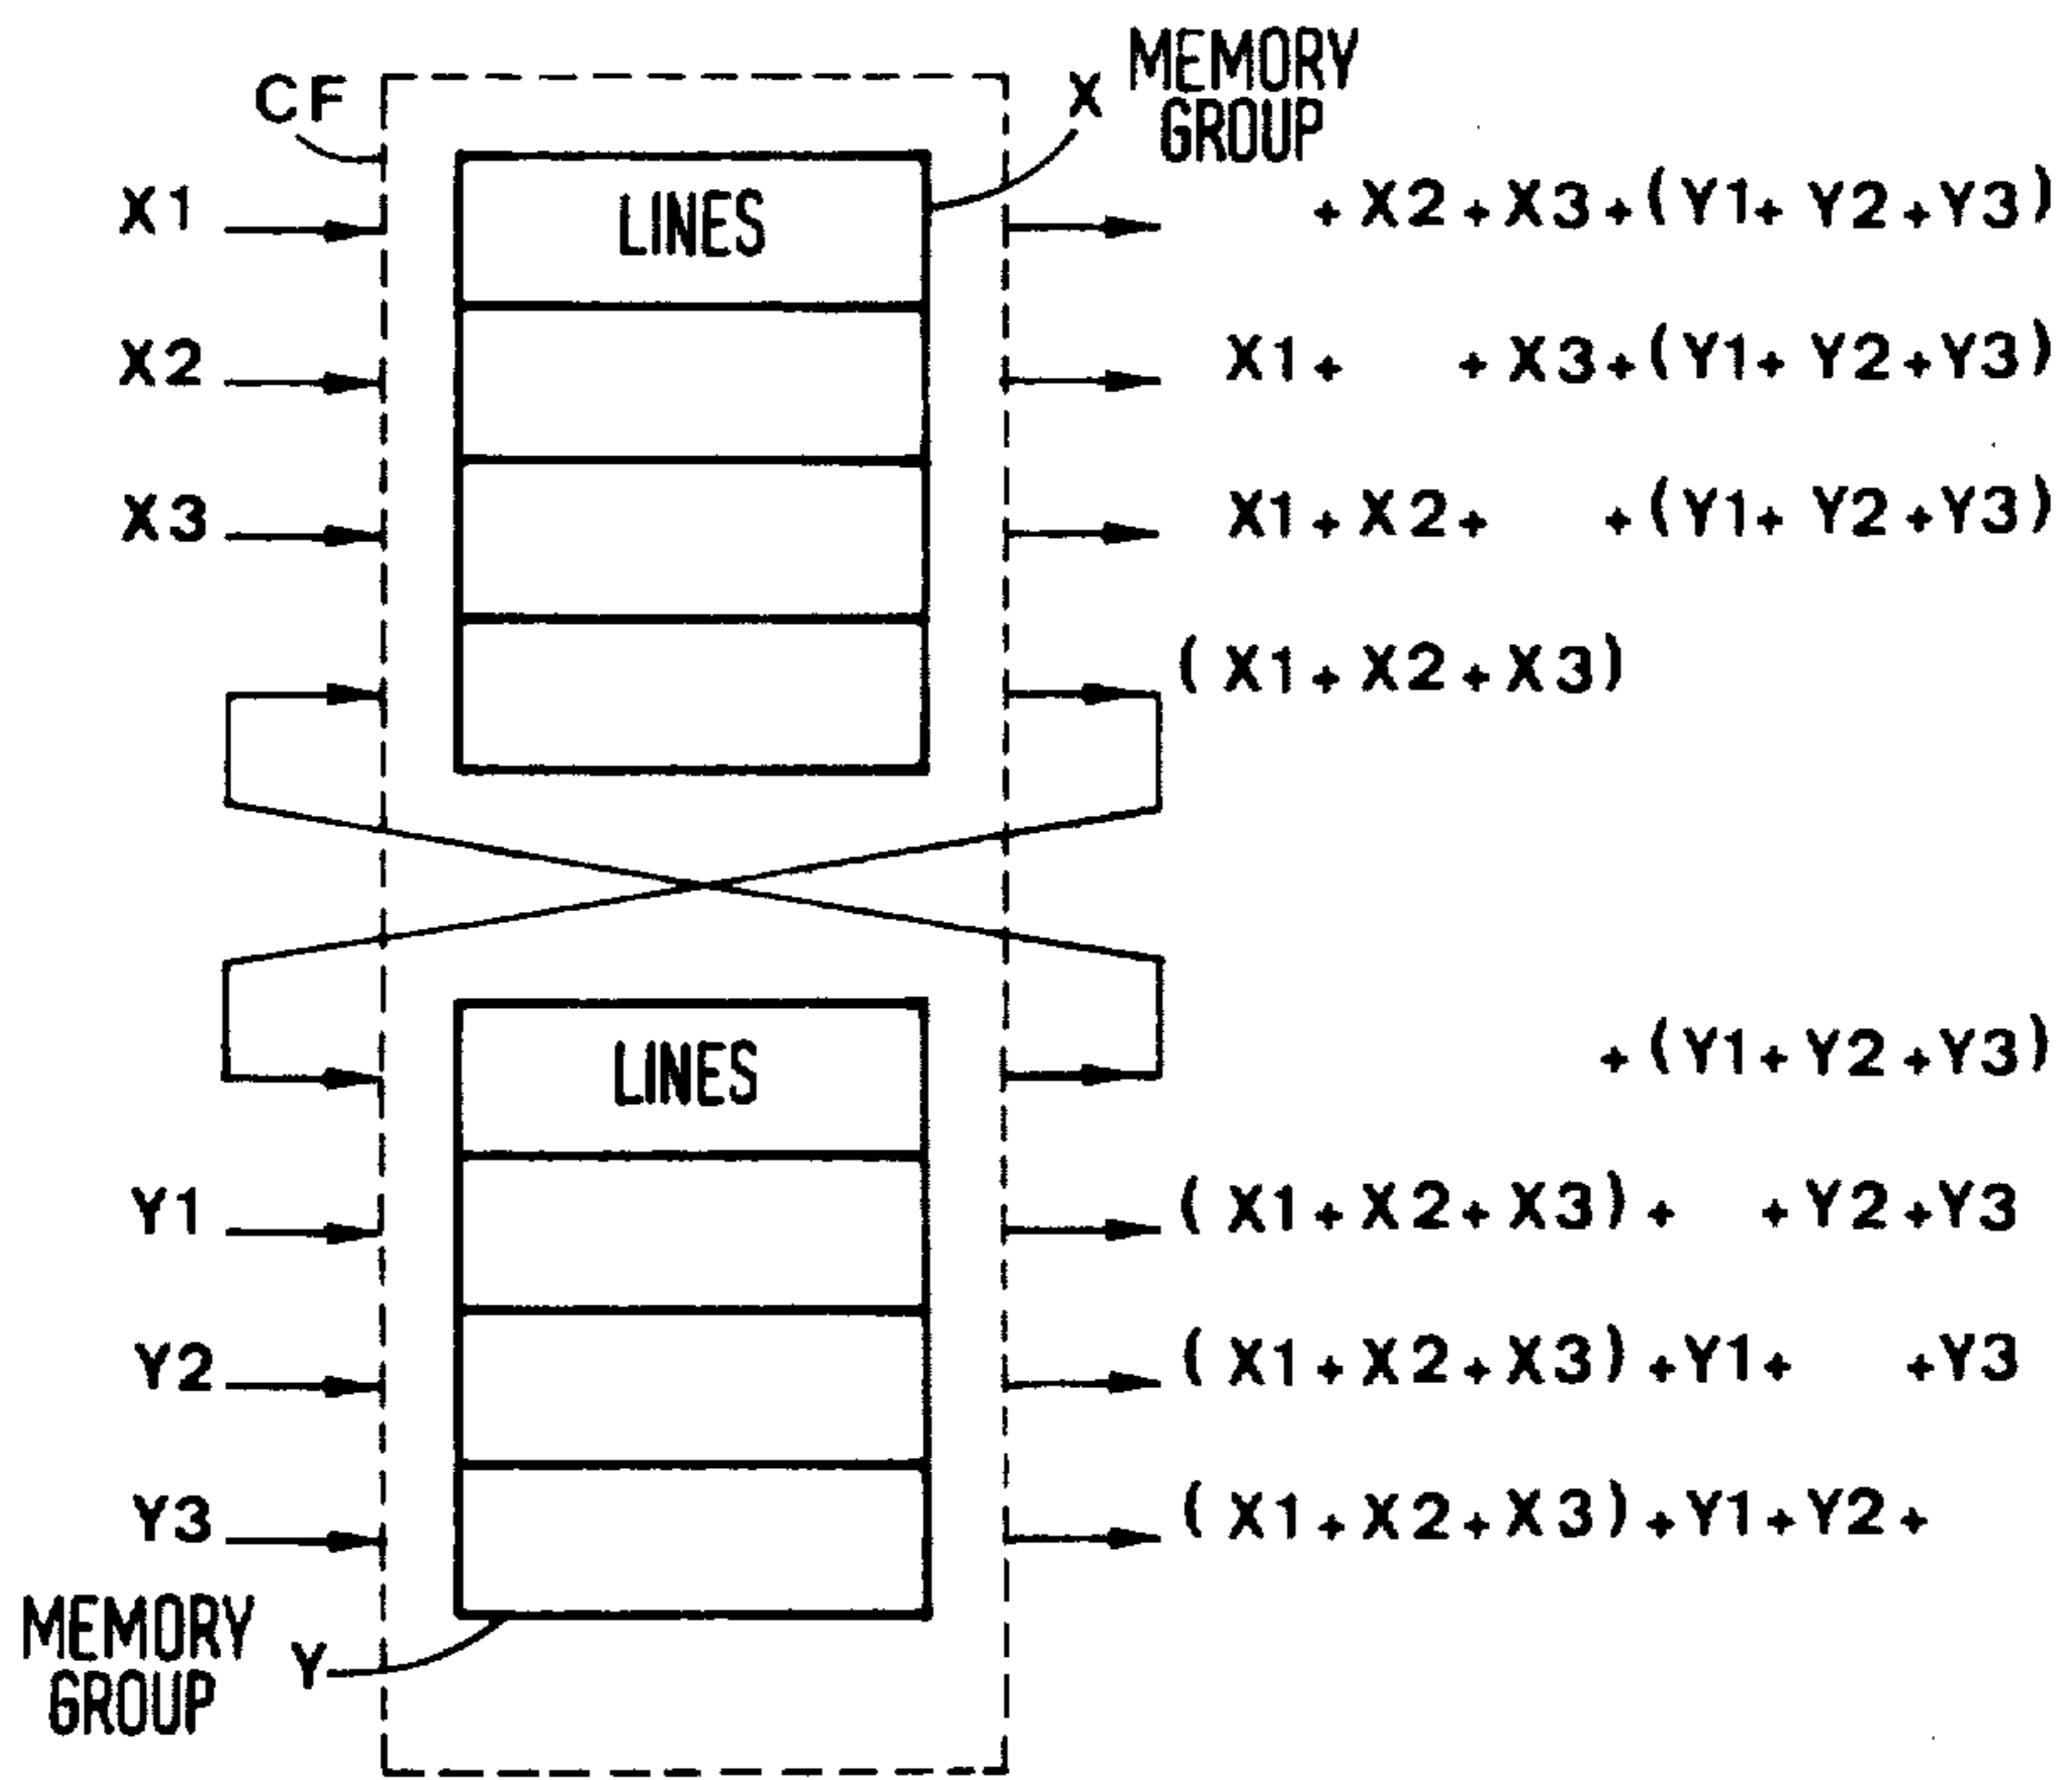 CF
X
MEMORY
GROUP
X1
LINES
+ X2+X3+(Y1+ Y2+Y3)
X2
X1+ + X3+(Y1+ Y2+Y3)
X3
X1+X2+ +(Y1+ Y2+Y3)
(X1+X2+X3)
LINES
+(Y1+Y2+Y3)
Y1
(X1+X2+X3)+ +Y2+Y3
Y2
(X1+X2+X3)+Y1+ +Y3
Y3
(X1+X2+X3)+Y1+Y2+
MEMORY
GROUP
Y